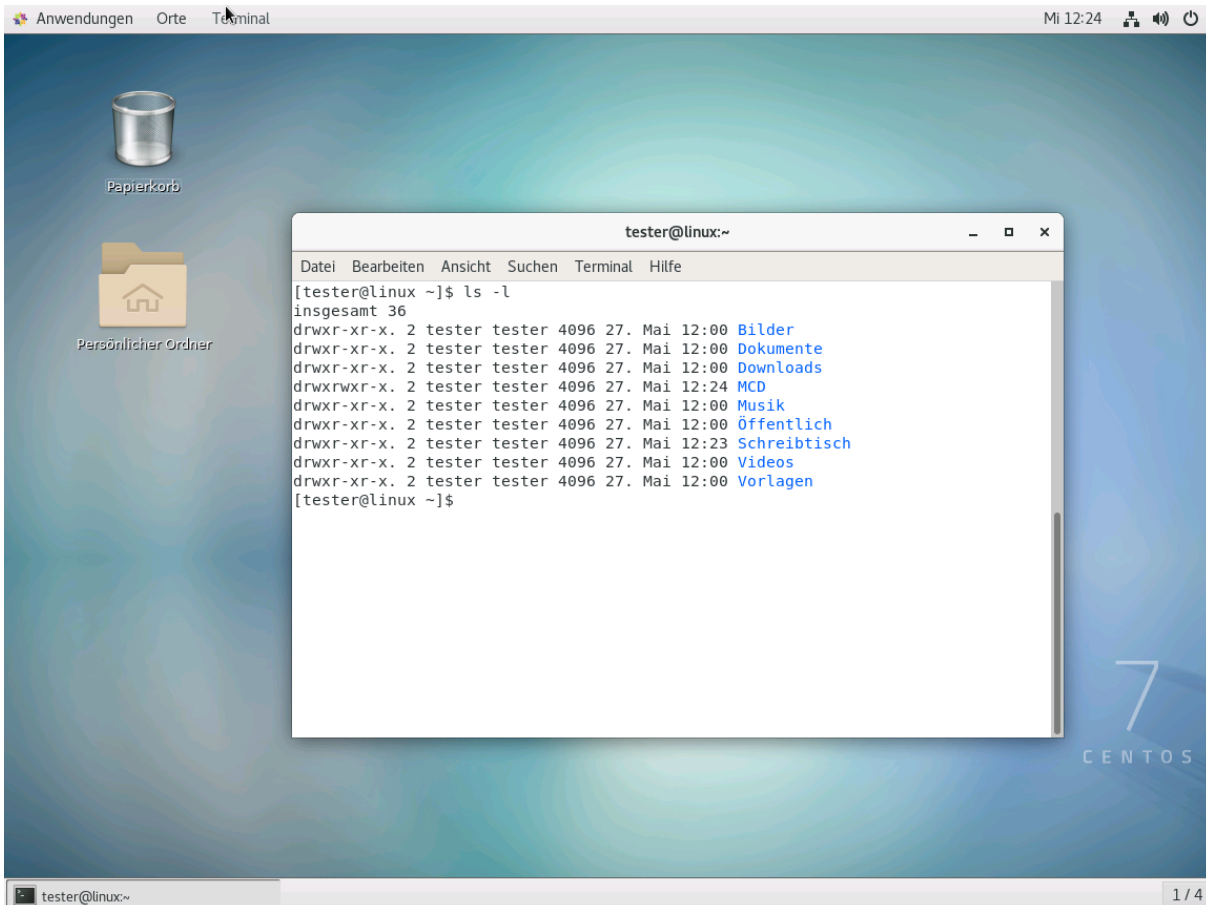 Anwendungen Orte Terminal Mi 12:24
Papierkorb
Persönlicher Ordner
tester@linux:~
Datei Bearbeiten Ansicht Suchen Terminal Hilfe
[tester@linux ~]$ ls -l
insgesamt 36
drwxr-xr-x. 2 tester tester 4096 27. Mai 12:00 Bilder
drwxr-xr-x. 2 tester tester 4096 27. Mai 12:00 Dokumente
drwxr-xr-x. 2 tester tester 4096 27. Mai 12:00 Downloads
drwxrwxr-x. 2 tester tester 4096 27. Mai 12:24 MCD
drwxr-xr-x. 2 tester tester 4096 27. Mai 12:00 Musik
drwxr-xr-x. 2 tester tester 4096 27. Mai 12:00 Öffentlich
drwxr-xr-x. 2 tester tester 4096 27. Mai 12:23 Schreibtisch
drwxr-xr-x. 2 tester tester 4096 27. Mai 12:00 Videos
drwxr-xr-x. 2 tester tester 4096 27. Mai 12:00 Vorlagen
[tester@linux ~]$
7
CENTOS
tester@linux:~ 1 / 4